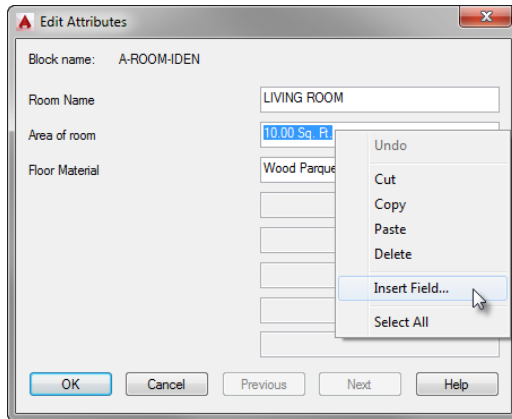 Edit Attributes
Block name: A-ROOM-IDEN
Room Name LIVING ROOM
Area of room 10.00 Sq. Ft.
Floor Material Wood Parque
Undo
Cut
Copy
Paste
Delete
Insert Field...
Select All
OK Cancel Previous Next Help